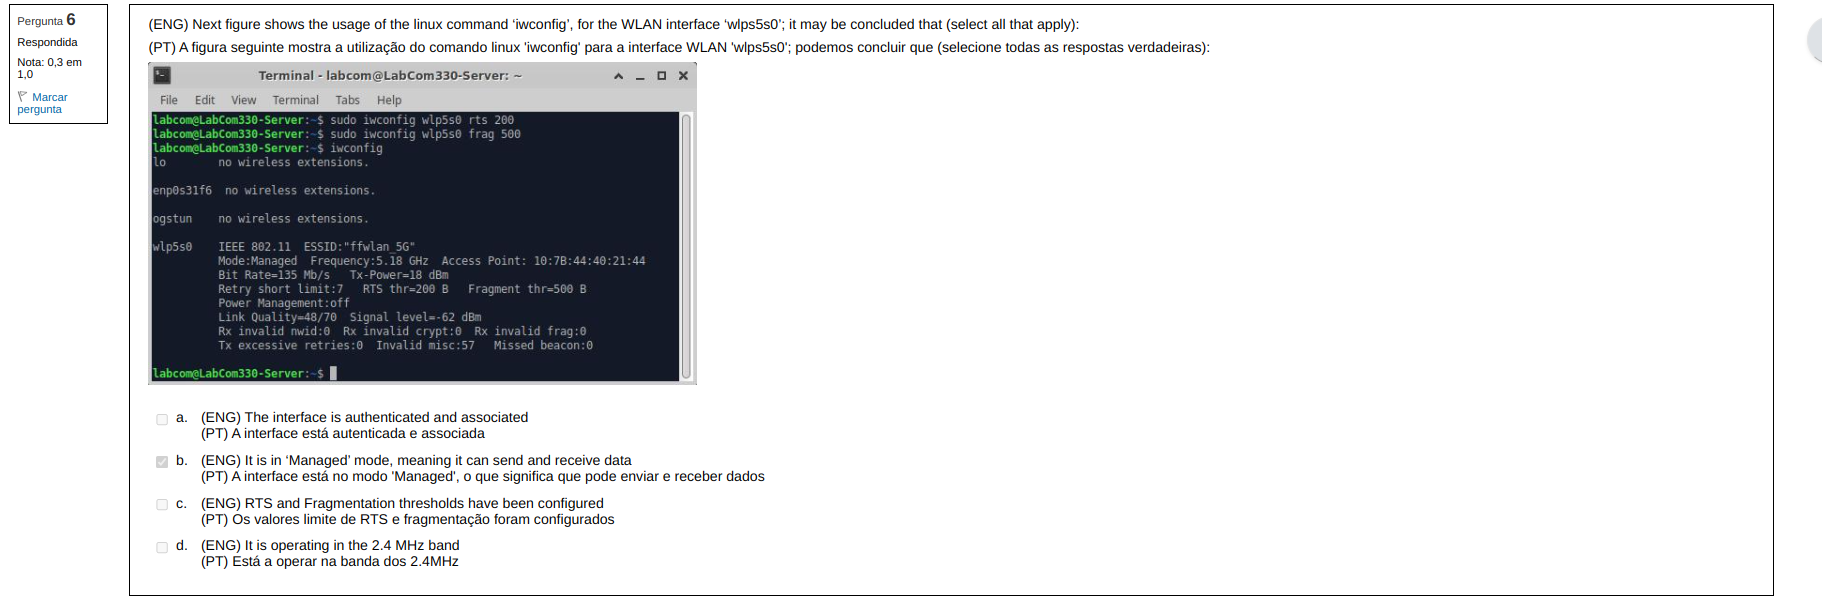 Pergunta 6
Respondida
Nota: 0,3 em
1,0
Marcar
pergunta
(ENG) Next figure shows the usage of the linux command ‘iwconfig’, for the WLAN interface ‘wlps5s0’; it may be concluded that (select all that apply):
(PT) A figura seguinte mostra a utilização do comando linux 'iwconfig' para a interface WLAN 'wlps5s0'; podemos concluir que (selecione todas as respostas verdadeiras):
Terminal - labcom@LabCom330-Server: ~
File Edit View Terminal Tabs Help
labcom@LabCom330-Server:~$ sudo iwconfig wlp5s0 rts 200
labcom@LabCom330-Server:~$ sudo iwconfig wlp5s0 frag 500
labcom@LabCom330-Server:~$ iwconfig
lo no wireless extensions.
enp0s31f6 no wireless extensions.
ogstun no wireless extensions.
wlp5s0 IEEE 802.11 ESSID:"ffwlan_5G"
Mode:Managed Frequency:5.18 GHz Access Point: 10:7B:44:40:21:44
Bit Rate=135 Mb/s Tx-Power=18 dBm
Retry short limit:7 RTS thr=200 B Fragment thr=500 B
Power Management:off
Link Quality=48/70 Signal level=-62 dBm
Rx invalid nwid:0 Rx invalid crypt:0 Rx invalid frag:0
Tx excessive retries:0 Invalid misc:57 Missed beacon:0
labcom@LabCom330-Server:~$
a. (ENG) The interface is authenticated and associated
(PT) A interface está autenticada e associada
b. (ENG) It is in ‘Managed’ mode, meaning it can send and receive data
(PT) A interface está no modo 'Managed', o que significa que pode enviar e receber dados
c. (ENG) RTS and Fragmentation thresholds have been configured
(PT) Os valores limite de RTS e fragmentação foram configurados
d. (ENG) It is operating in the 2.4 MHz band
(PT) Está a operar na banda dos 2.4MHz